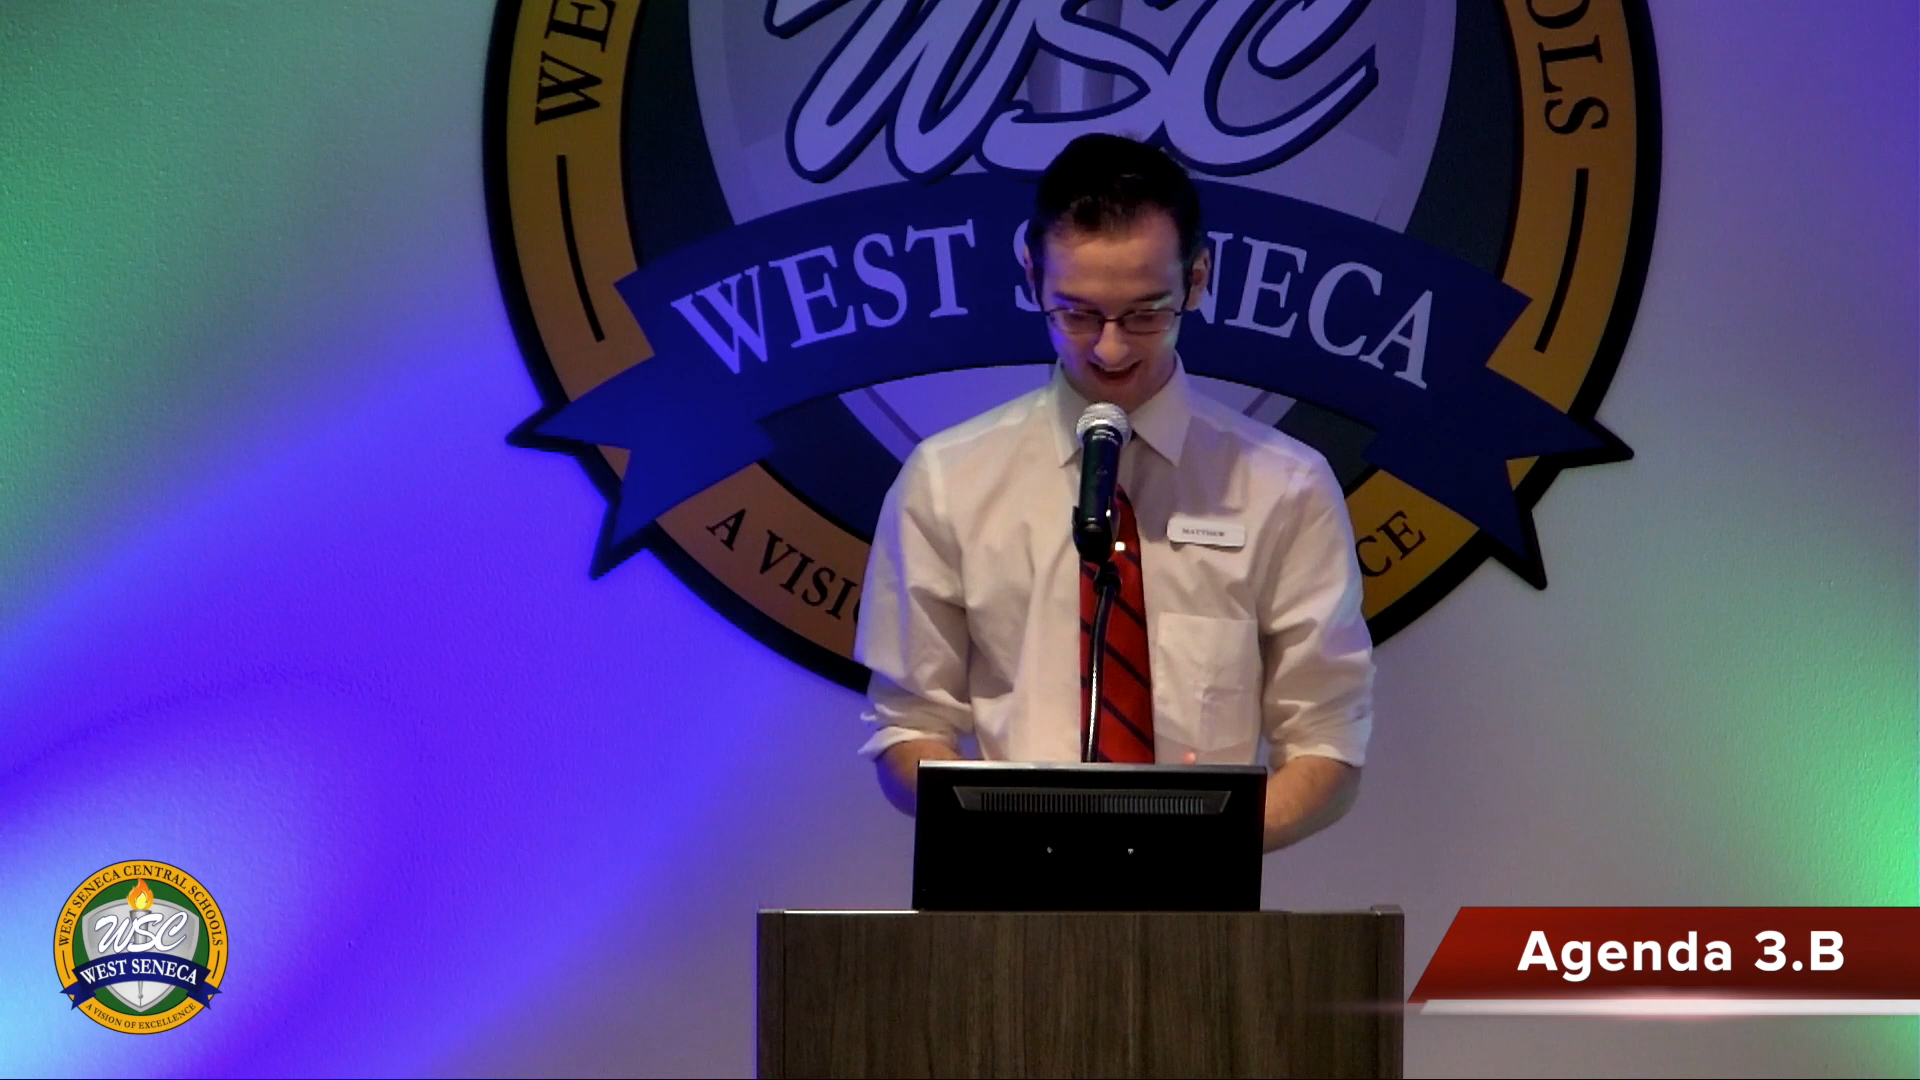 WE
OLS
WSC
WEST S NECA
A VISI
CE
MATTHEW
WEST SENECA CENTRAL SCHOOLS
WSC
WEST SENECA
A VISION OF EXCELLENCE
Agenda 3.B